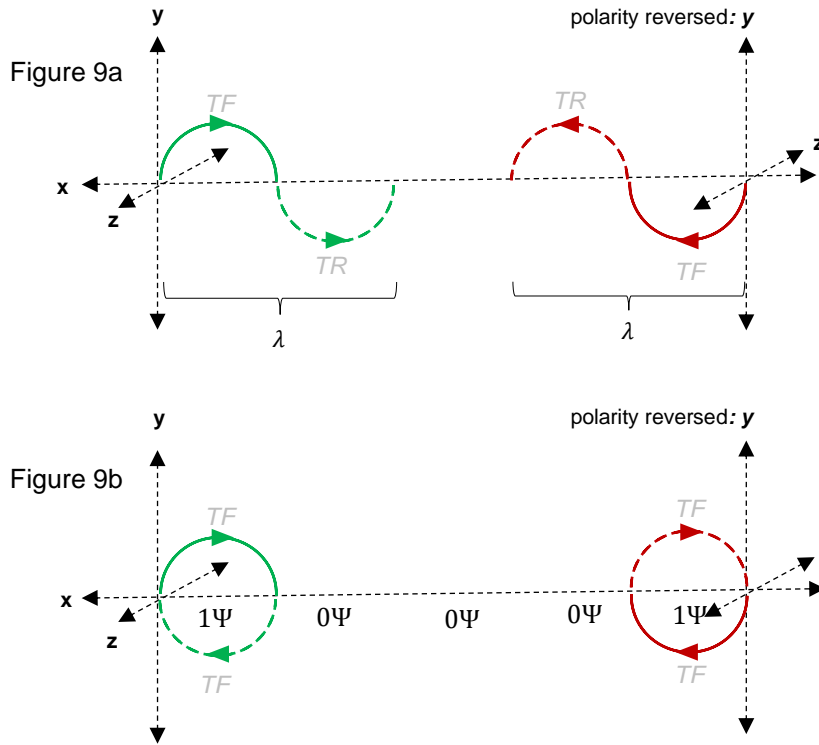 y
polarity reversed: y
Figure 9a
TF
TR
z
x
z
TR
TF
λ
λ
y
polarity reversed: y
Figure 9b
TF
TF
x
1Ψ
0Ψ
0Ψ
0Ψ
1Ψ
z
TF
TF